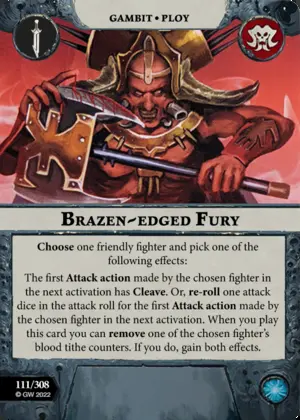 GAMBIT • PLOY
BRAZEN-EDGED FURY
Choose one friendly fighter and pick one of the
following effects:
The first Attack action made by the chosen fighter in
the next activation has Cleave. Or, re-roll one attack
dice in the attack roll for the first Attack action made by
the chosen fighter in the next activation. When you play
this card you can remove one of the chosen fighter's
blood tithe counters. If you do, gain both effects.
111/308
© GW 2022